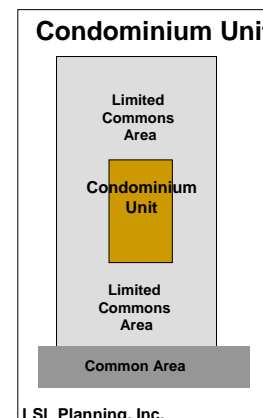 Condominium Unit
Limited
Commons
Area
Condominium
Unit
Limited
Commons
Area
Common Area
LSL Planning, Inc.